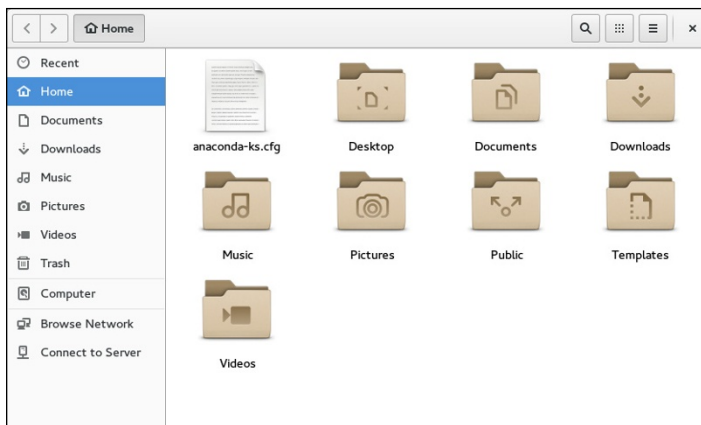 Home
Recent
Home
Documents
Downloads
Music
Pictures
Videos
Trash
Computer
Browse Network
Connect to Server
anaconda-ks.cfg Desktop Documents Downloads
Music Pictures Public Templates
Videos